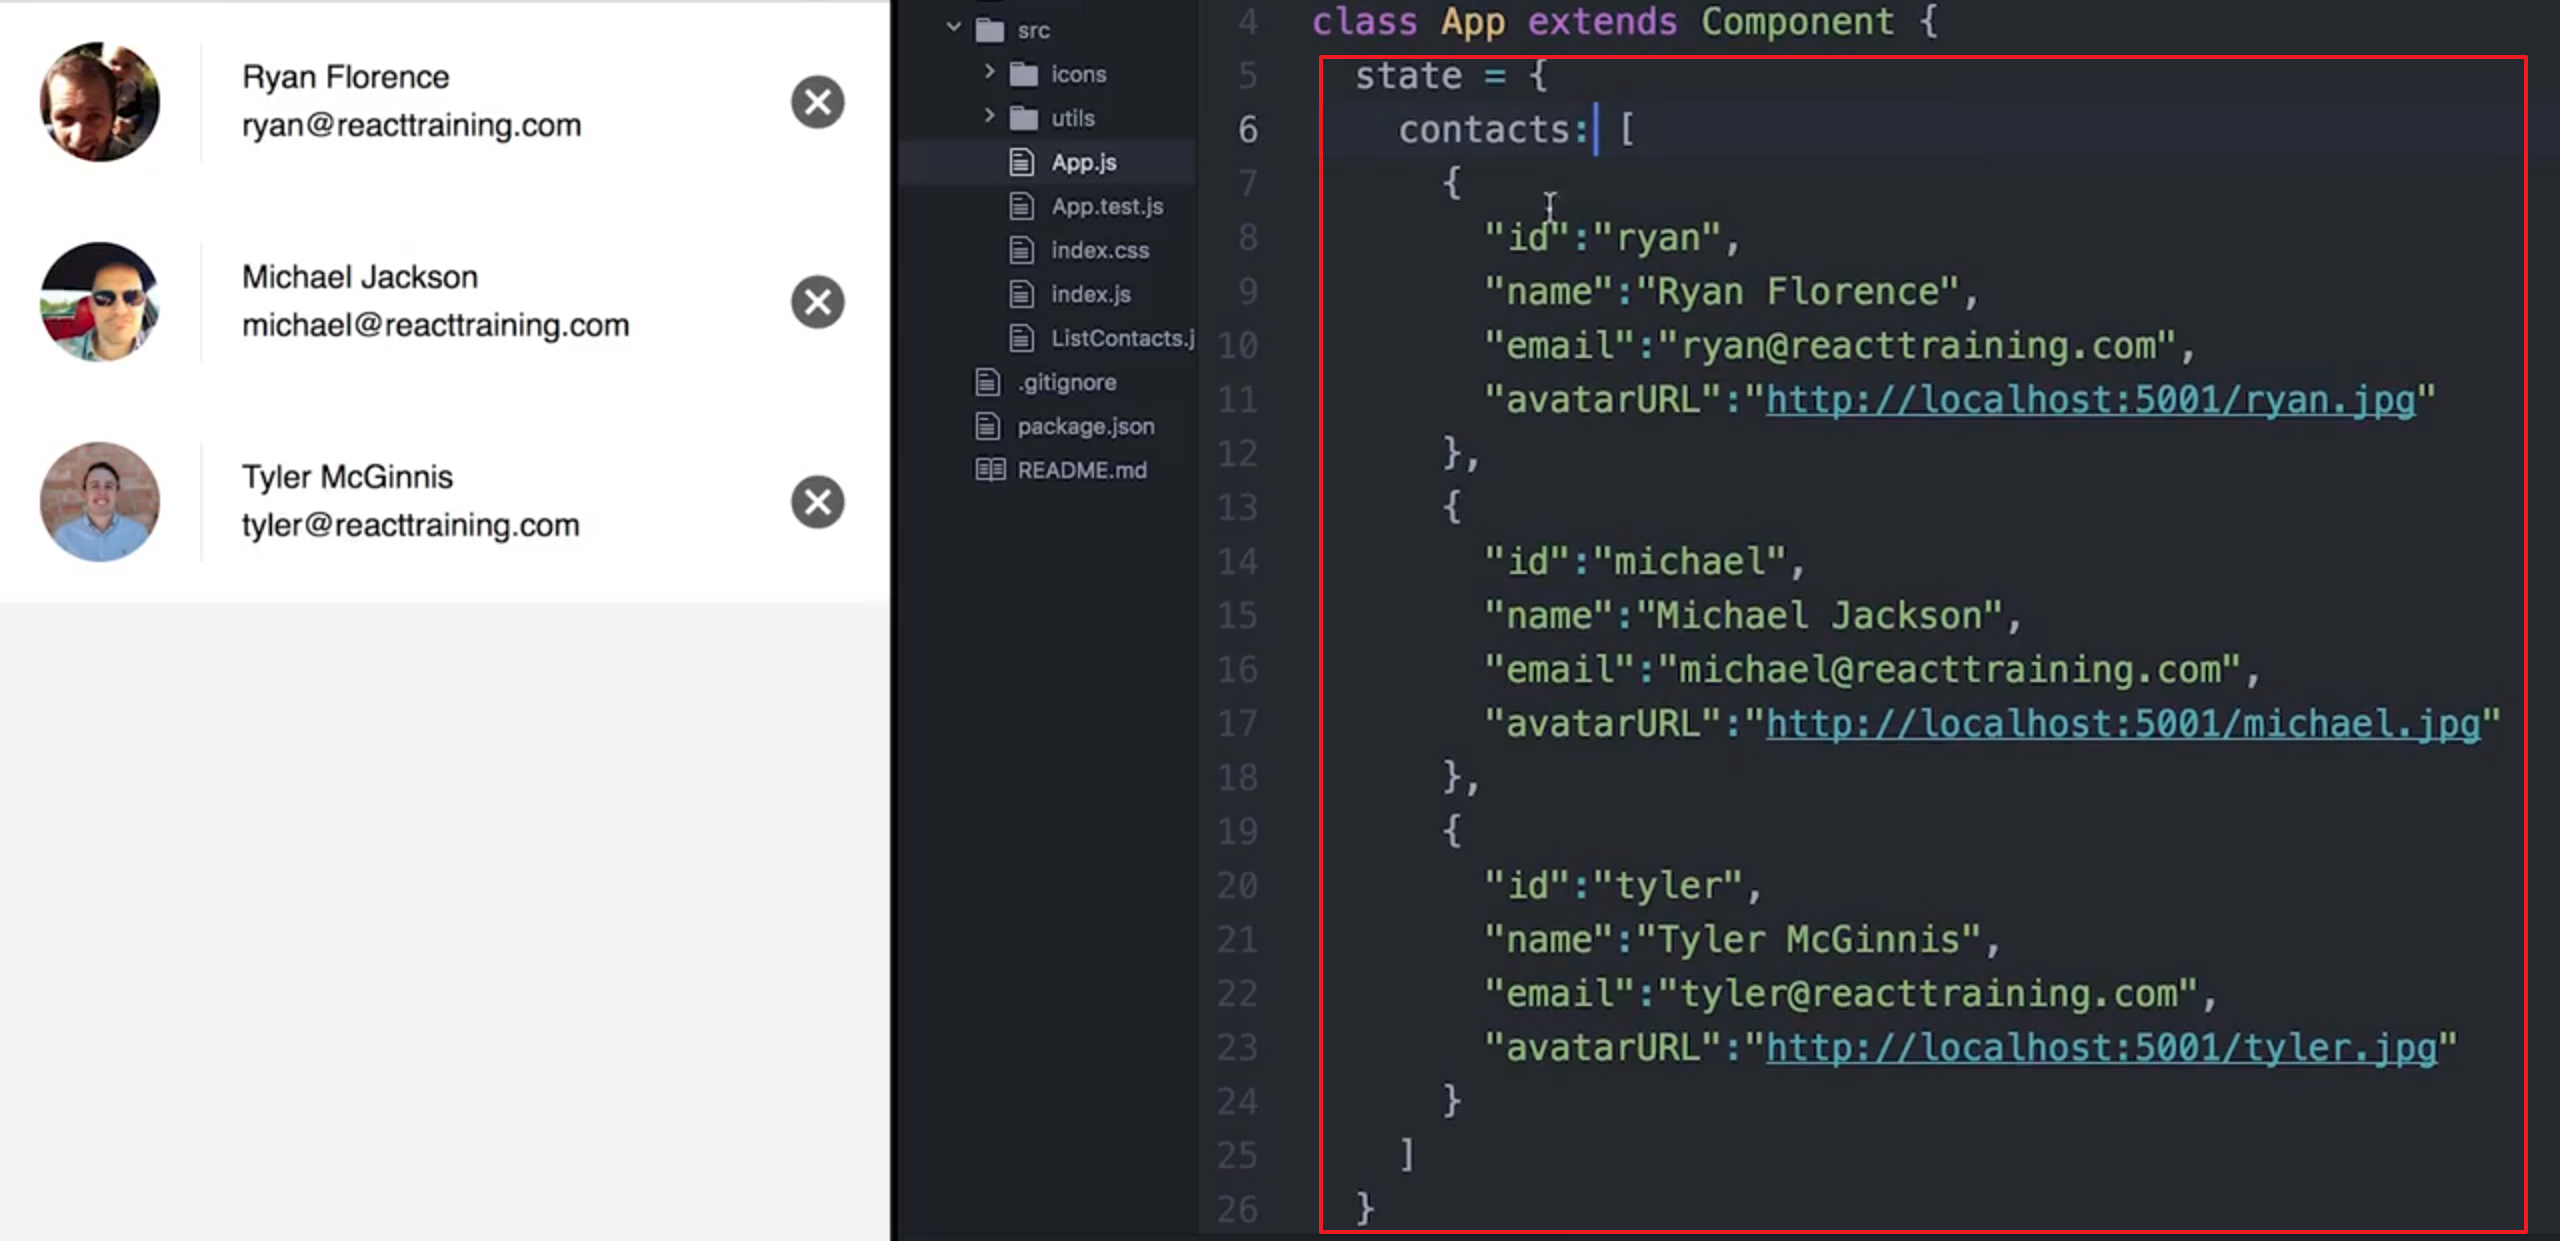 Ryan Florence
ryan@reacttraining.com
Michael Jackson
michael@reacttraining.com
Tyler McGinnis
tyler@reacttraining.com
src
icons
utils
App.js
App.test.js
index.css
index.js
ListContacts.j
.gitignore
package.json
README.md
4 class App extends Component {
5 state = {
6 contacts: [
7 {
8 "id":"ryan",
9 "name":"Ryan Florence",
10 "email":"ryan@reacttraining.com",
11 "avatarURL":"http://localhost:5001/ryan.jpg"
12 },
13 {
14 "id":"michael",
15 "name":"Michael Jackson",
16 "email":"michael@reacttraining.com",
17 "avatarURL":"http://localhost:5001/michael.jpg"
18 },
19 {
20 "id":"tyler",
21 "name":"Tyler McGinnis",
22 "email":"tyler@reacttraining.com",
23 "avatarURL":"http://localhost:5001/tyler.jpg"
24 }
25 ]
26 }